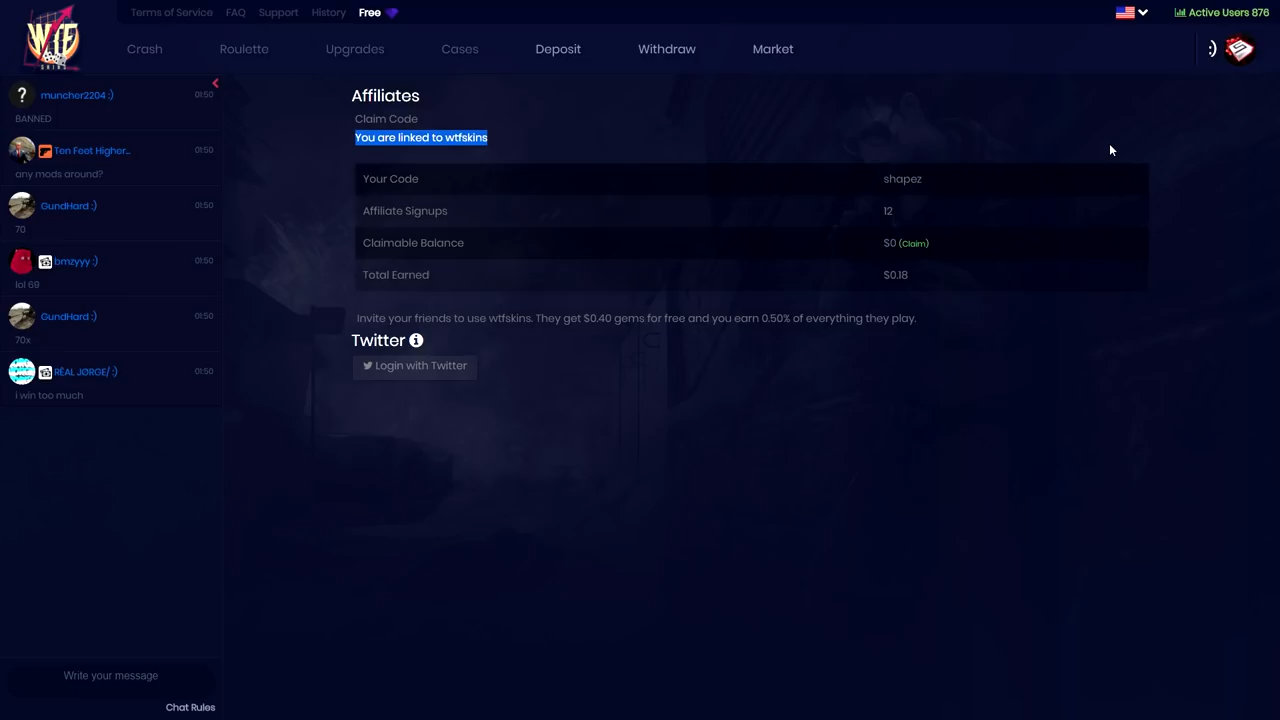 Terms of Service FAQ Support History Free
Active Users 876
WTF
SKINS
Crash Roulette Upgrades Cases Deposit Withdraw Market
:)
? muncher2204 :) 01:50
BANNED
Ten Feet Higher... 01:50
any mods around?
GundHard :) 01:50
70
bmzyyy :) 01:50
lol 69
GundHard :) 01:50
70x
RĒAL JØRGE/ :) 01:50
i win too much
Write your message
Chat Rules
Affiliates
Claim Code
You are linked to wtfskins
Your Code shapez
Affiliate Signups 12
Claimable Balance $0 (Claim)
Total Earned $0.18
Invite your friends to use wtfskins. They get $0.40 gems for free and you earn 0.50% of everything they play.
Twitter
Login with Twitter